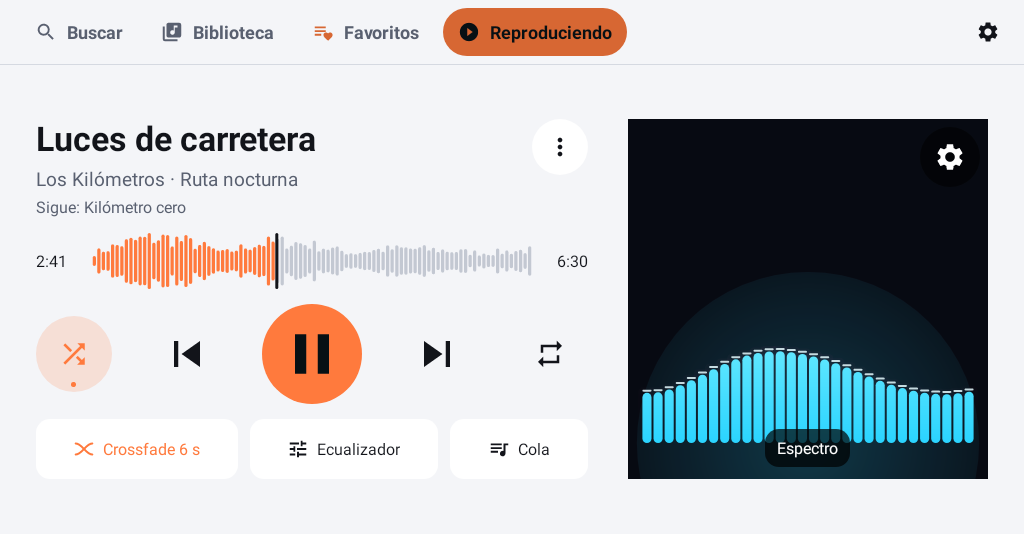 Buscar
Biblioteca
Favoritos
Reproduciendo
Luces de carretera
Los Kilómetros · Ruta nocturna
Sigue: Kilómetro cero
2:41
6:30
Crossfade 6 s
Ecualizador
Cola
Espectro